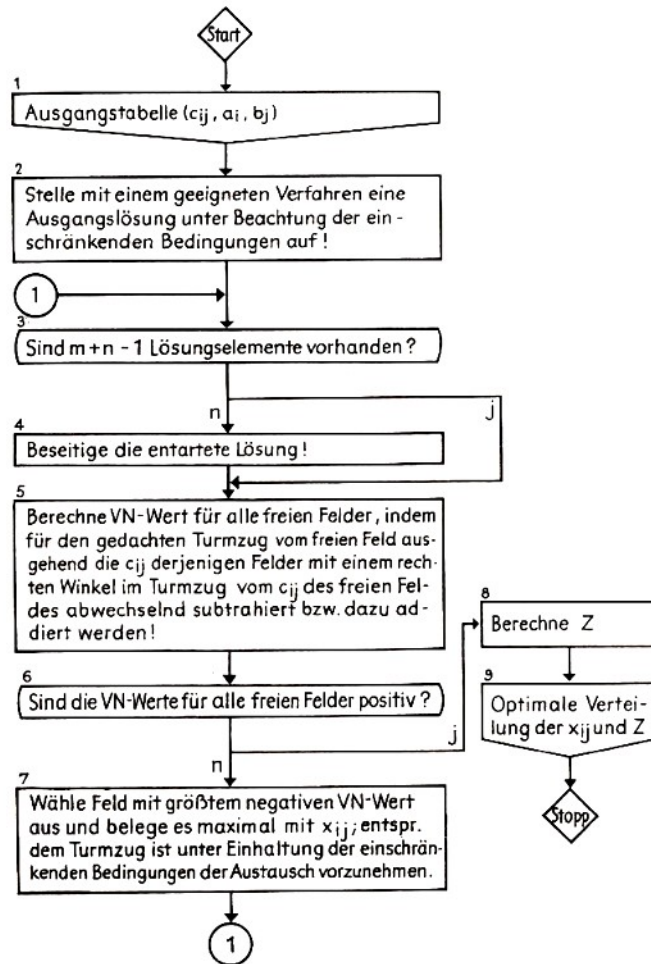 Start
1
Ausgangstabelle (cij, ai, bj)
2
Stelle mit einem geeigneten Verfahren eine
Ausgangslösung unter Beachtung der ein-
schränkenden Bedingungen auf!
1
3
Sind m+n-1 Lösungselemente vorhanden?
n
j
4
Beseitige die entartete Lösung!
5
Berechne VN-Wert für alle freien Felder, indem
für den gedachten Turmzug vom freien Feld aus-
gehend die cij derjenigen Felder mit einem rech-
ten Winkel im Turmzug vom cij des freien Fel-
des abwechselnd subtrahiert bzw. dazu ad-
diert werden!
6
Sind die VN-Werte für alle freien Felder positiv?
n
j
7
Wähle Feld mit größtem negativen VN-Wert
aus und belege es maximal mit xij; entspr.
dem Turmzug ist unter Einhaltung der einschrän-
kenden Bedingungen der Austausch vorzunehmen.
1
8
Berechne Z
9
Optimale Vertei-
lung der xij und Z
Stopp